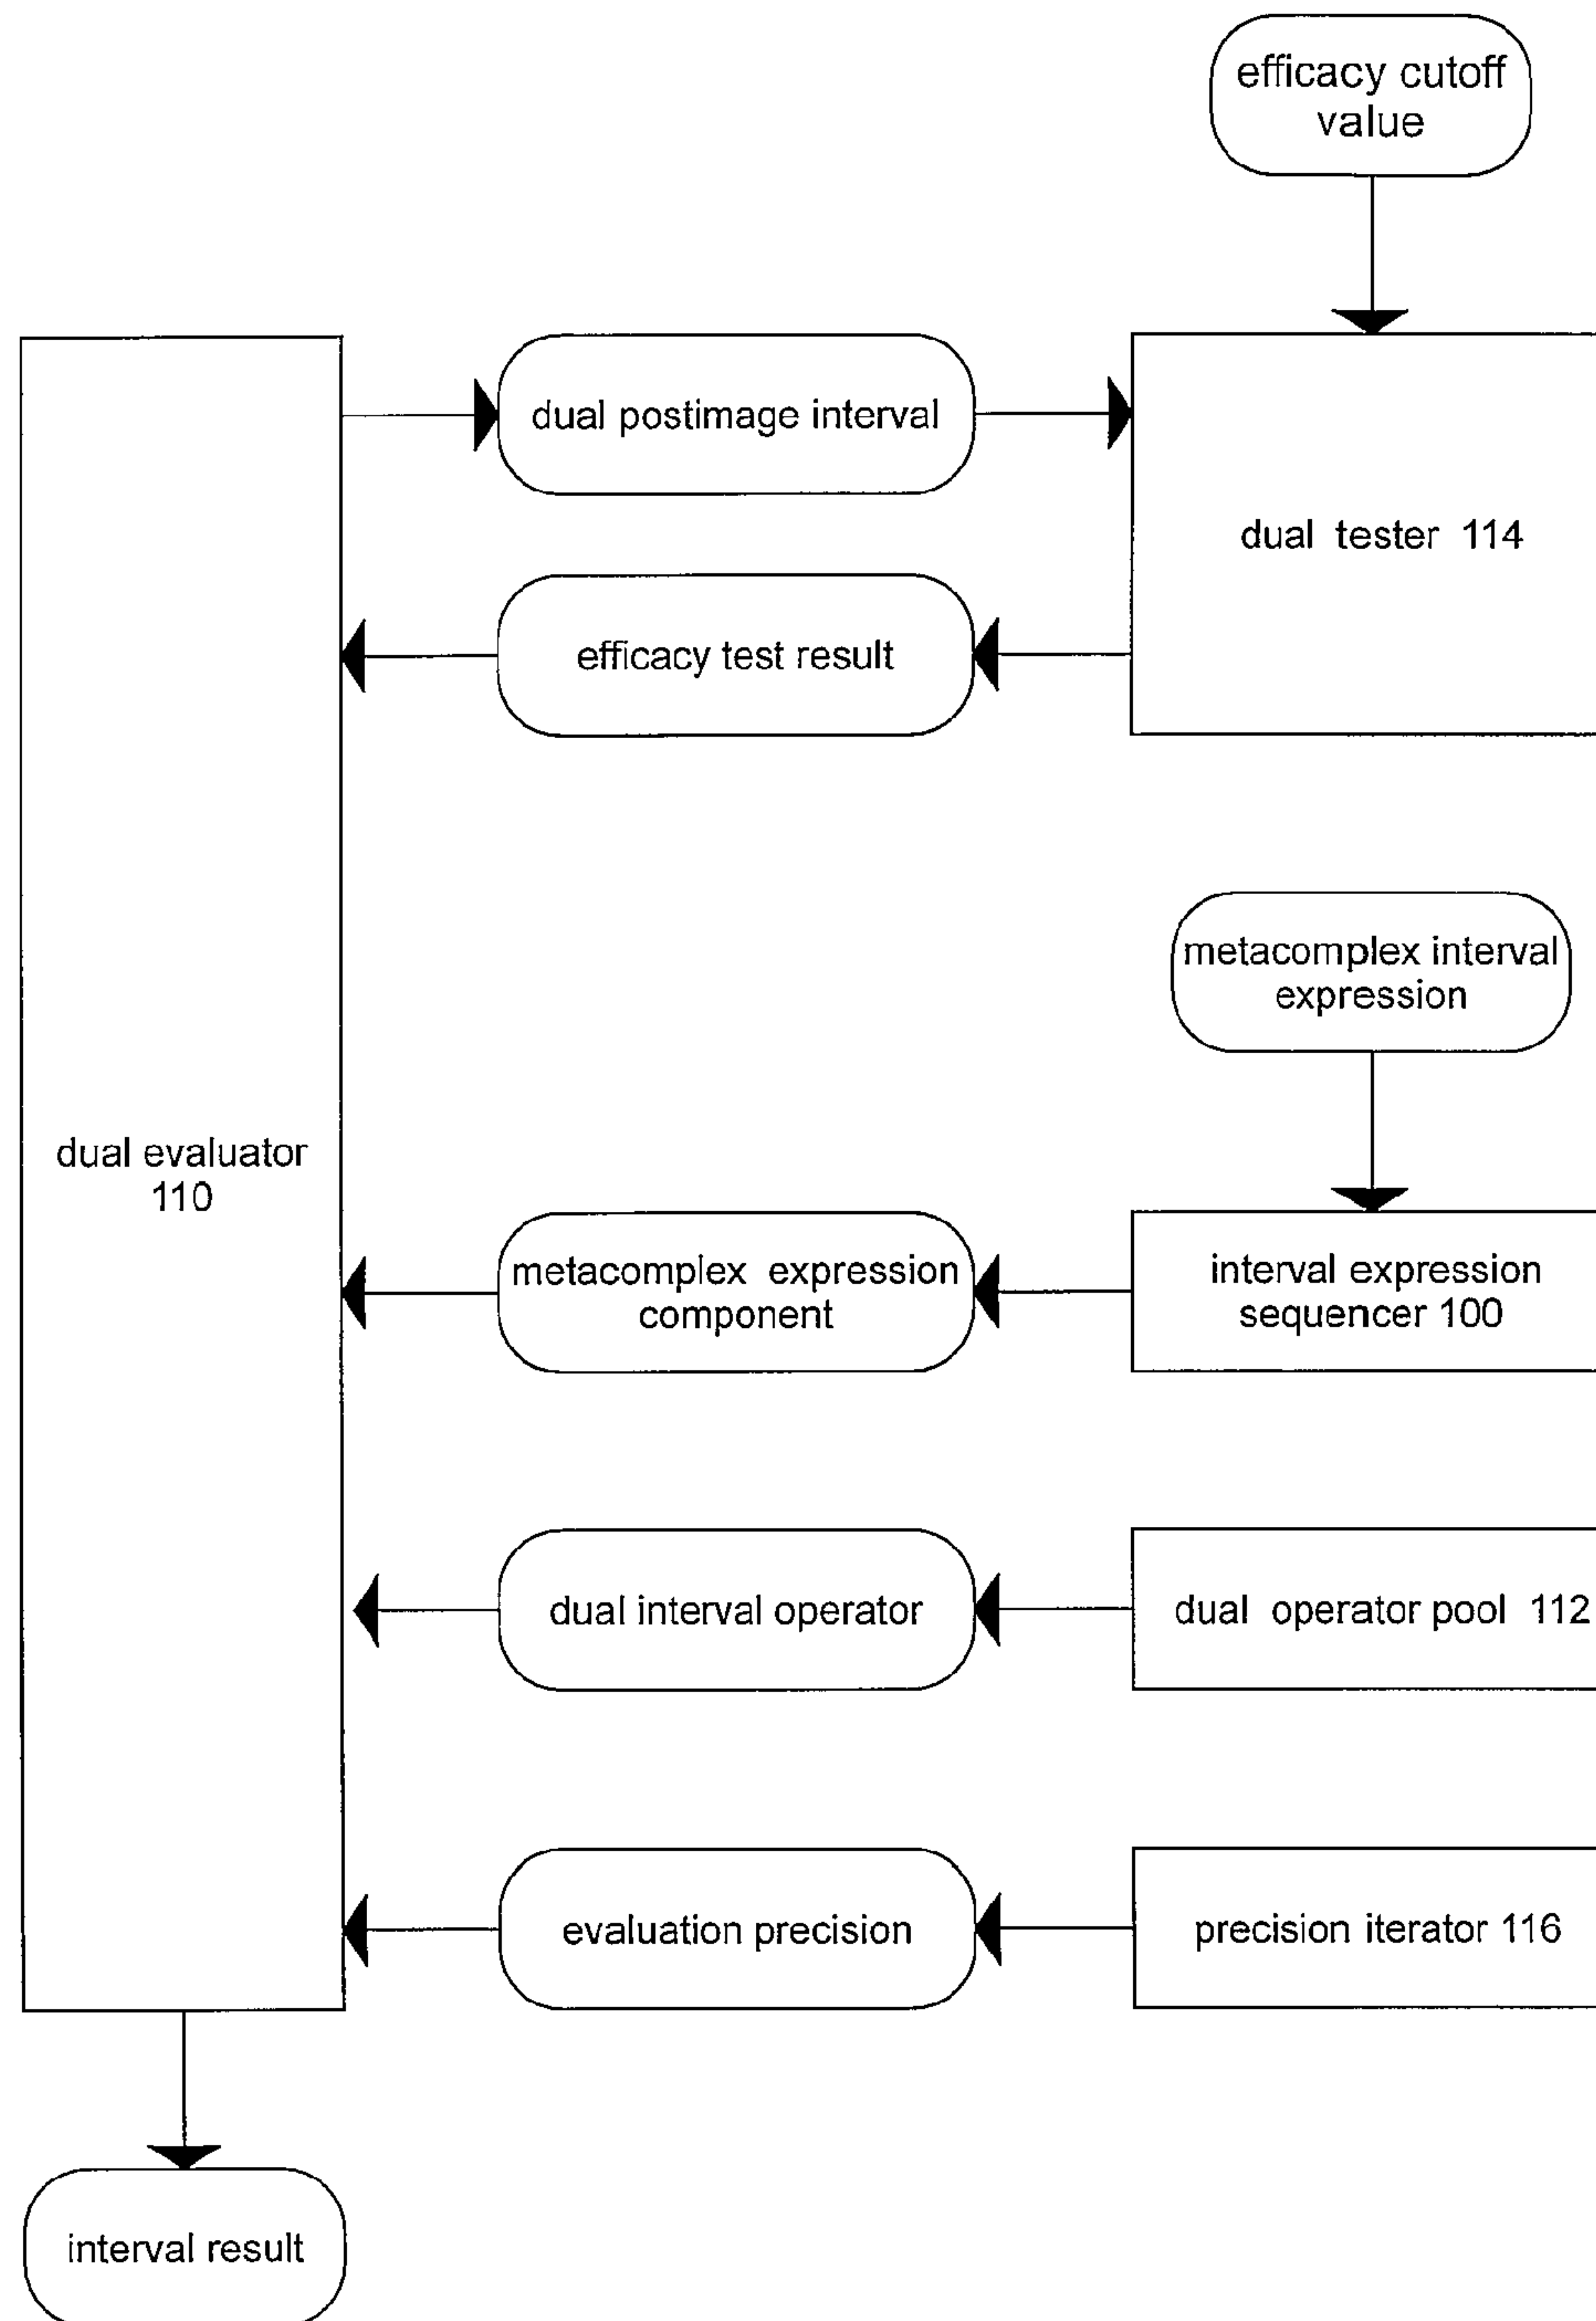 efficacy cutoff
value
dual postimage interval
dual tester 114
efficacy test result
metacomplex interval
expression
dual evaluator
110
metacomplex expression
component
interval expression
sequencer 100
dual interval operator
dual operator pool 112
evaluation precision
precision iterator 116
interval result